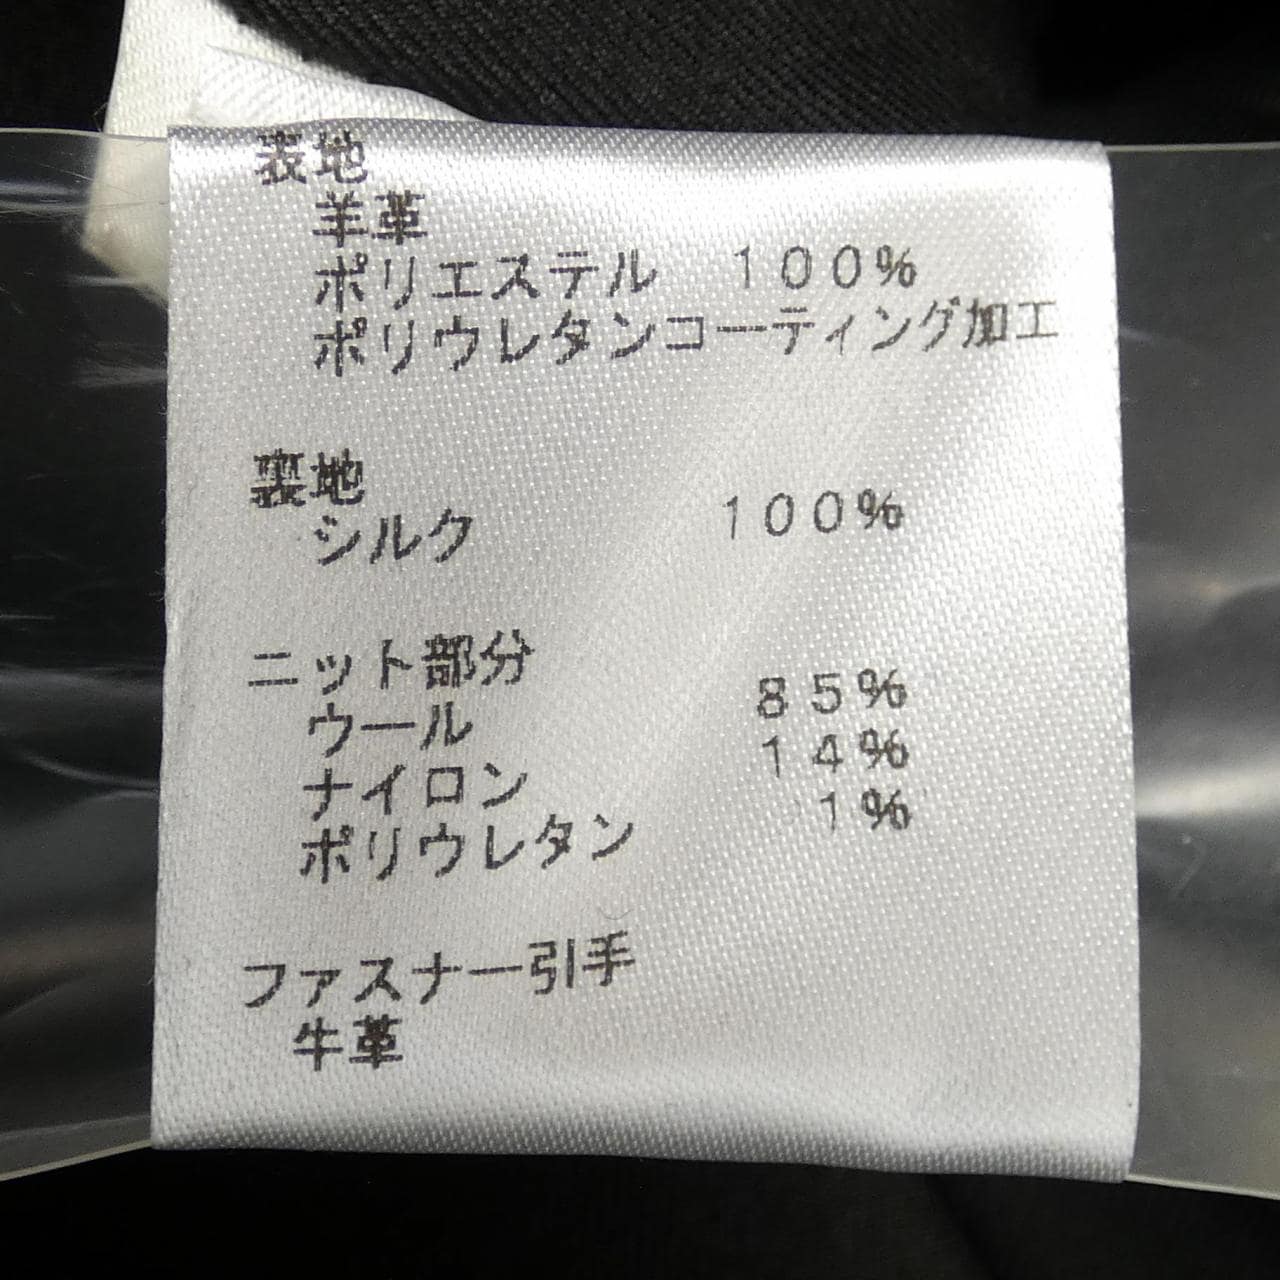 表地
羊革
ポリエステル 100%
ポリウレタンコーティング加工
裏地
シルク 100%
ニット部分
ウール 85%
ナイロン 14%
ポリウレタン 1%
ファスナー引手
牛革